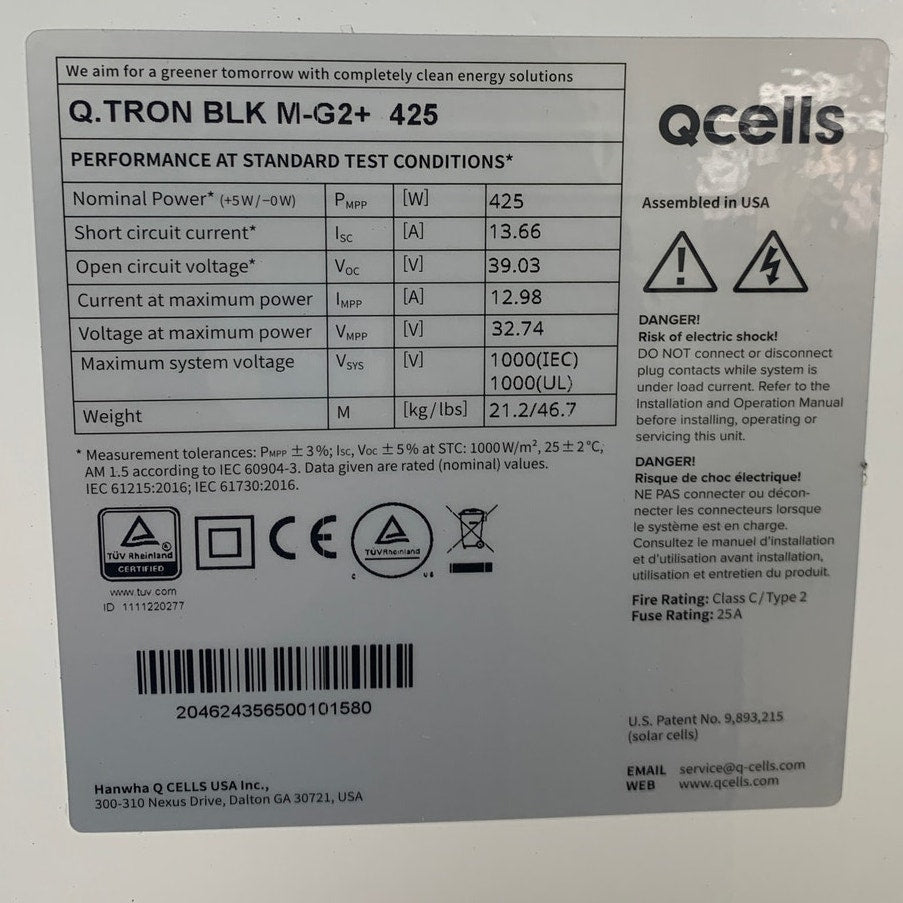 We aim for a greener tomorrow with completely clean energy solutions
Q.TRON BLK M-G2+ 425
PERFORMANCE AT STANDARD TEST CONDITIONS*
Nominal Power* (+5W/−0W) PMPP [W] 425
Short circuit current* ISC [A] 13.66
Open circuit voltage* VOC [V] 39.03
Current at maximum power IMPP [A] 12.98
Voltage at maximum power VMPP [V] 32.74
Maximum system voltage VSYS [V] 1000(IEC)
1000(UL)
Weight M [kg/lbs] 21.2/46.7
* Measurement tolerances: PMPP ±3%; ISC, VOC ±5% at STC: 1000W/m², 25±2°C,
AM 1.5 according to IEC 60904-3. Data given are rated (nominal) values.
IEC 61215:2016; IEC 61730:2016.
TÜVRheinland ®
CERTIFIED
www.tuv.com
ID 1111220277
CE
TÜVRheinland
c us
204624356500101580
Hanwha Q CELLS USA Inc.,
300-310 Nexus Drive, Dalton GA 30721, USA
Qcells
Assembled in USA
DANGER!
Risk of electric shock!
DO NOT connect or disconnect
plug contacts while system is
under load current. Refer to the
Installation and Operation Manual
before installing, operating or
servicing this unit.
DANGER!
Risque de choc électrique!
NE PAS connecter ou décon-
necter les connecteurs lorsque
le système est en charge.
Consultez le manuel d'installation
et d'utilisation avant installation,
utilisation et entretien du produit.
Fire Rating: Class C/Type 2
Fuse Rating: 25A
U.S. Patent No. 9,893,215
(solar cells)
EMAIL service@q-cells.com
WEB www.qcells.com